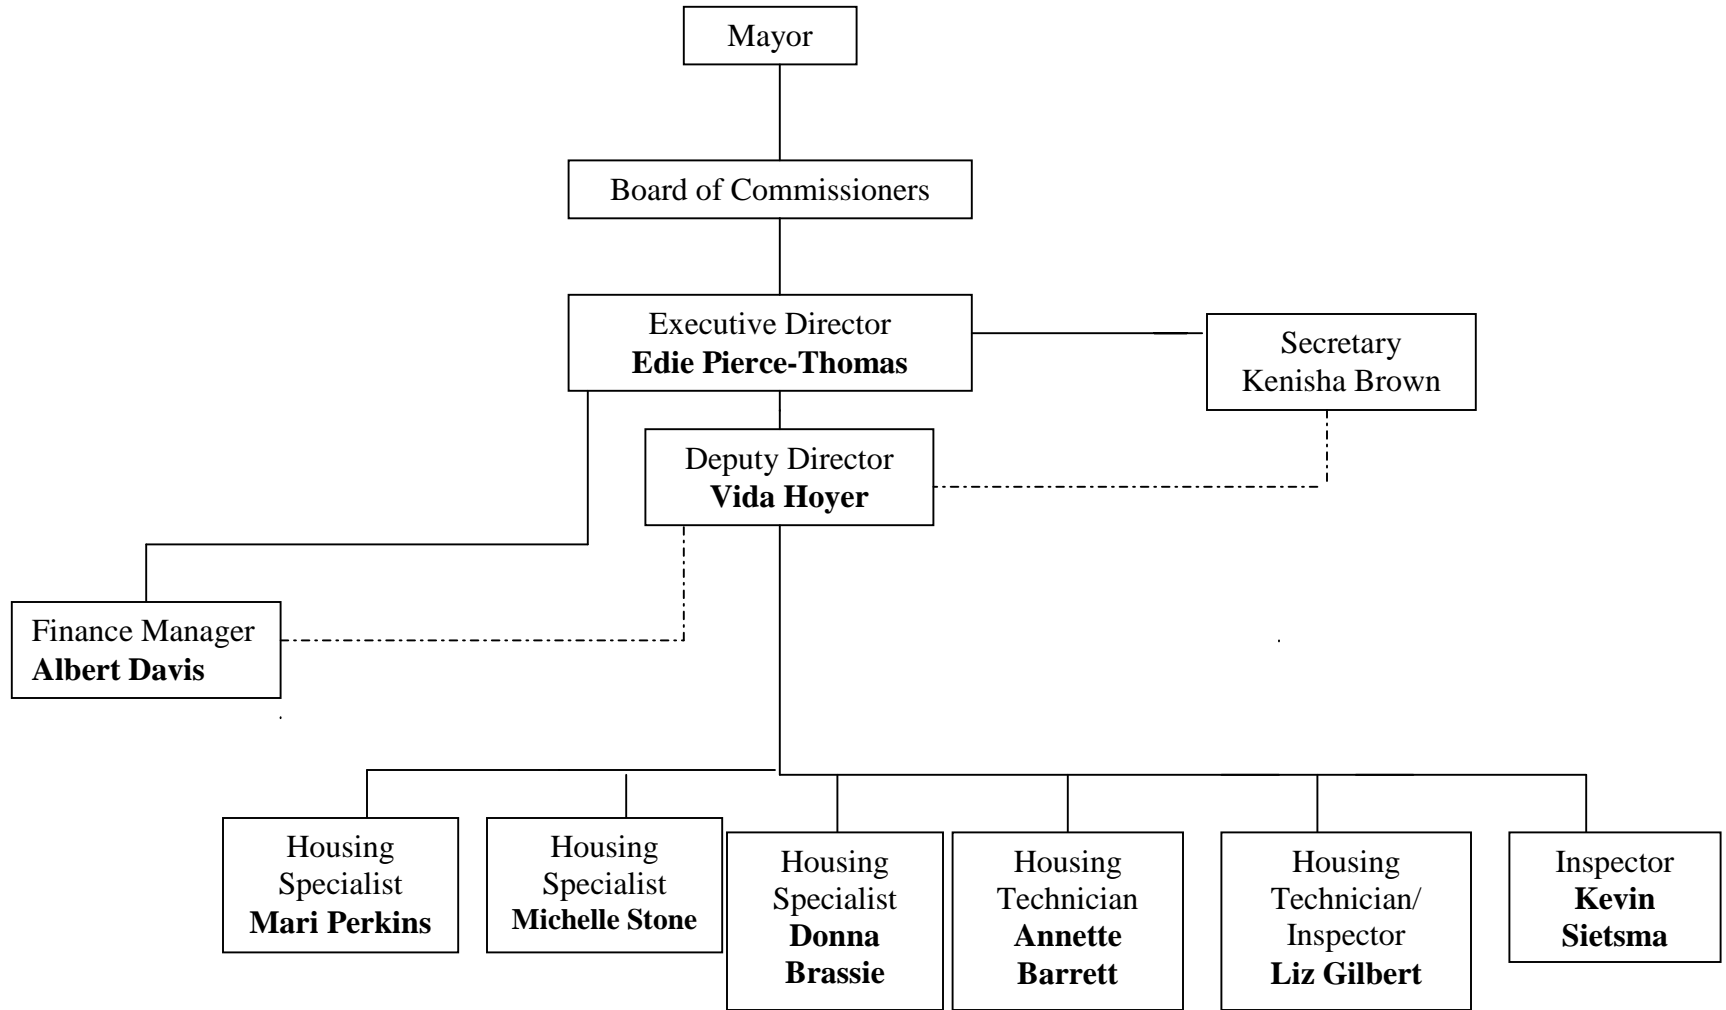 Mayor
Board of Commissioners
Executive Director
Edie Pierce-Thomas
Secretary
Kenisha Brown
Deputy Director
Vida Hoyer
Finance Manager
Albert Davis
Housing
Specialist
Mari Perkins
Housing
Specialist
Michelle Stone
Housing
Specialist
Donna
Brassie
Housing
Technician
Annette
Barrett
Housing
Technician/
Inspector
Liz Gilbert
Inspector
Kevin
Sietsma